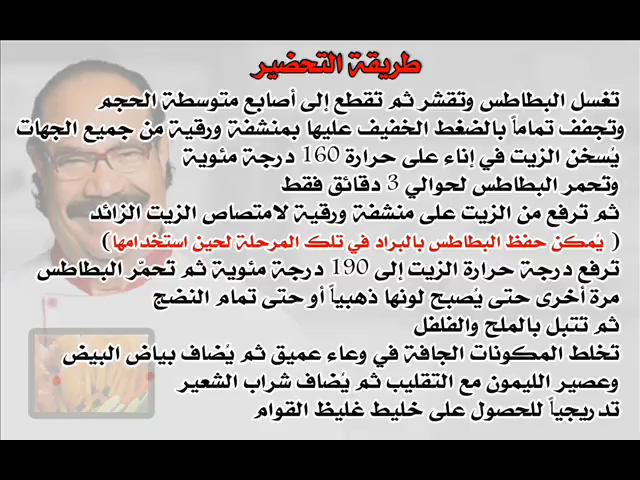 طريقة التحضير
تغسل البطاطس وتقشر ثم تقطع إلى أصابع متوسطة الحجم
وتجفف تماماً بالضغط الخفيف عليها بمنشفة ورقية من جميع الجهات
يُسخن الزيت في إناء على حرارة 160 درجة مئوية
وتحمر البطاطس لحوالي 3 دقائق فقط
ثم ترفع من الزيت على منشفة ورقية لامتصاص الزيت الزائد
( يُمكن حفظ البطاطس بالبراد في تلك المرحلة لحين استخدامها)
ترفع درجة حرارة الزيت إلى 190 درجة مئوية ثم تحمّر البطاطس
مرة أخرى حتى يُصبح لونها ذهبياً أو حتى تمام النضج
ثم تتبل بالملح والفلفل
تخلط المكونات الجافة في وعاء عميق ثم يُضاف بياض البيض
وعصير الليمون مع التقليب ثم يُضاف شراب الشعير
تدريجياً للحصول على خليط غليظ القوام